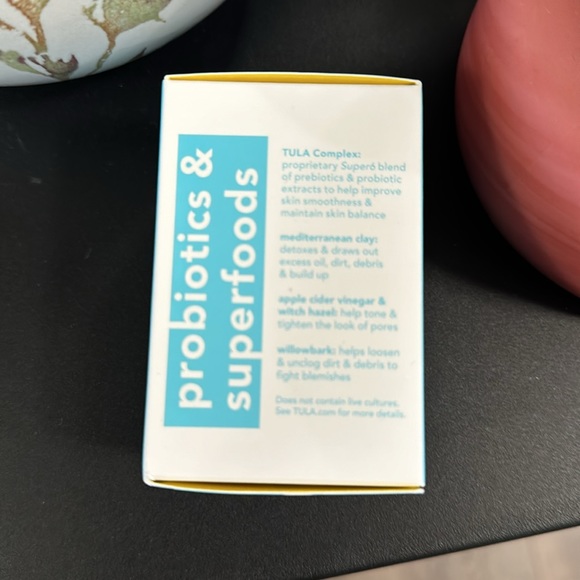 probiotics &
superfoods
TULA Complex:
proprietary Super6 blend
of prebiotics & probiotic
extracts to help improve
skin smoothness &
maintain skin balance
mediterranean clay:
detoxes & draws out
excess oil, dirt, debris
& build up
apple cider vinegar &
witch hazel: help tone &
tighten the look of pores
willowbark: helps loosen
& unclog dirt & debris to
fight blemishes
Does not contain live cultures.
See TULA.com for more details.